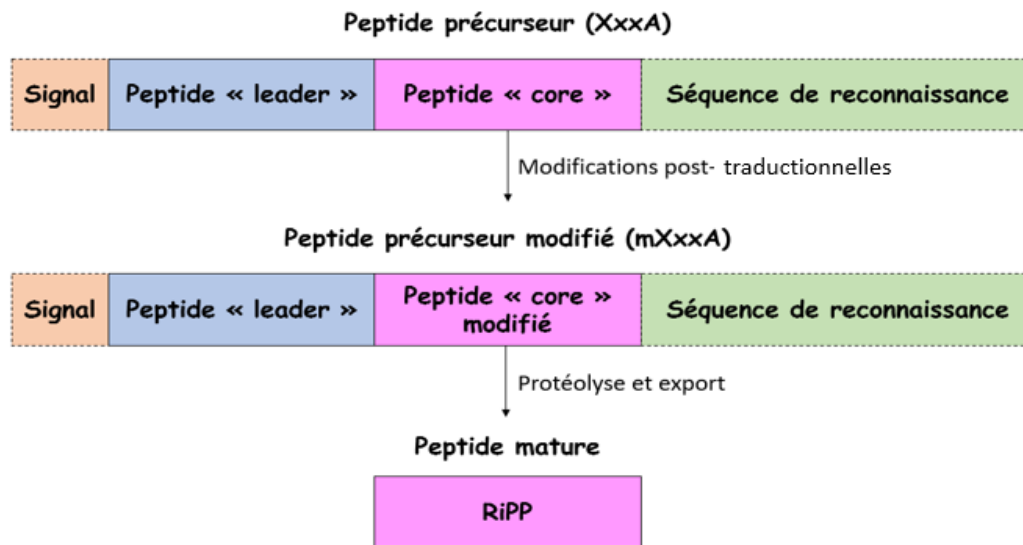 Peptide précurseur (XxxA)
Signal Peptide « leader » Peptide « core » Séquence de reconnaissance
Modifications post- traductionnelles
Peptide précurseur modifié (mXxxA)
Signal Peptide « leader » Peptide « core » modifié Séquence de reconnaissance
Protéolyse et export
Peptide mature
RiPP